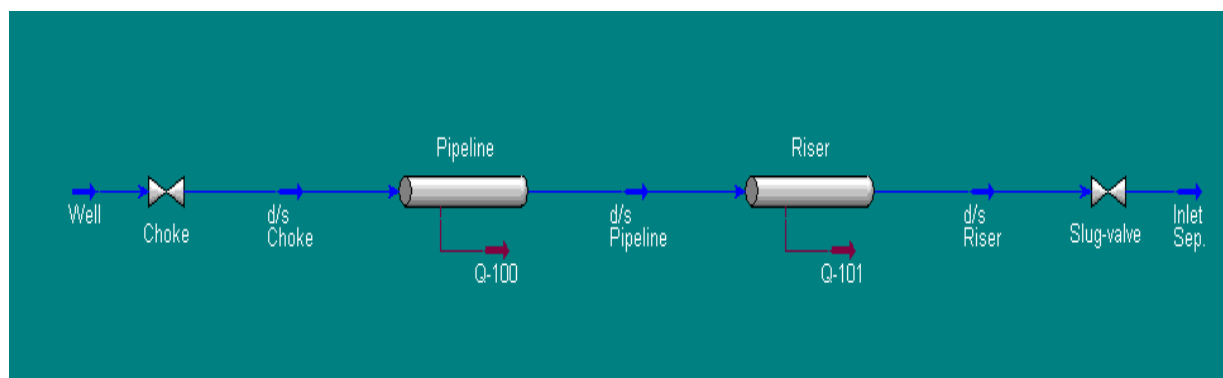 Pipeline
Riser
Well
Choke
d/s
Choke
Q-100
d/s
Pipeline
Q-101
d/s
Riser
Slug-valve
Inlet
Sep.